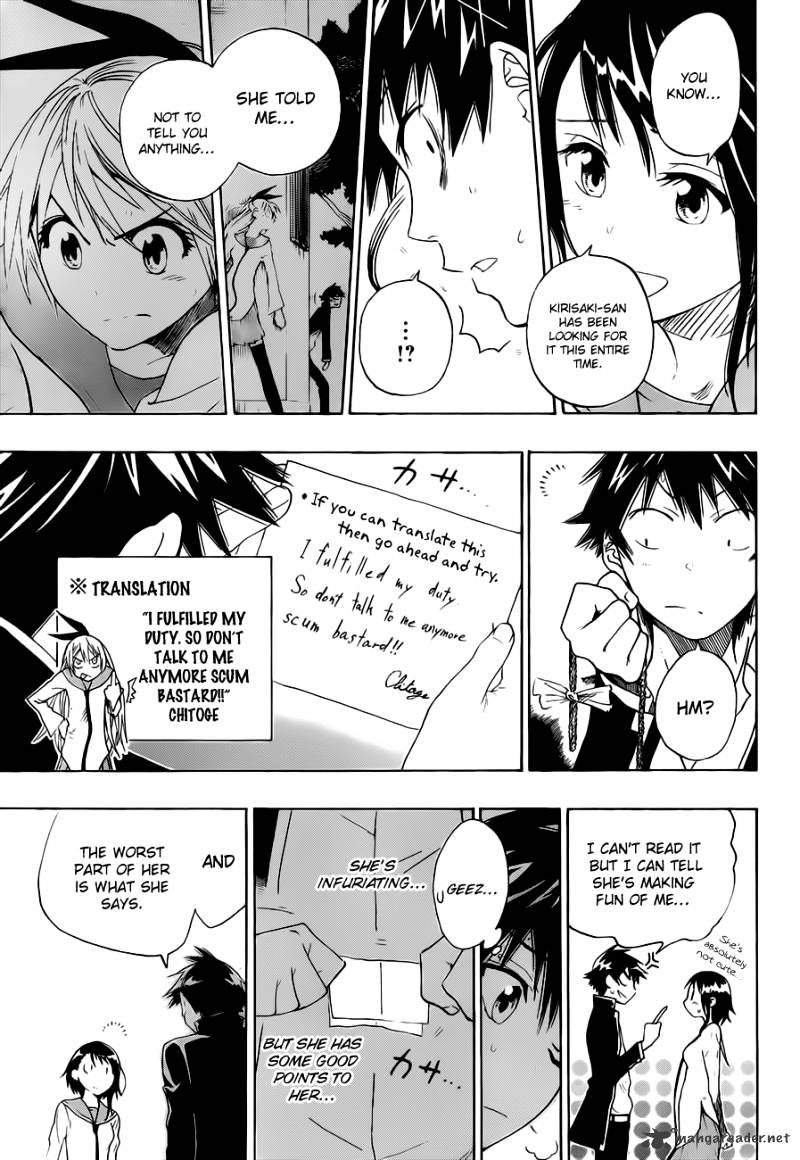 YOU
KNOW...
KIRISAKI-SAN
HAS BEEN
LOOKING FOR
IT THIS ENTIRE
TIME.
...
!?
SHE TOLD
ME...
NOT TO
TELL YOU
ANYTHING...
HM?
カサ...
• If you can translate this
then go ahead and try.
I fulfilled my duty
So don't talk to me anymore
scum bastard!!
Chitoge
※ TRANSLATION
"I FULFILLED MY
DUTY. SO DON'T
TALK TO ME
ANYMORE SCUM
BASTARD!!"
CHITOGE
I CAN'T READ IT
BUT I CAN TELL
SHE'S MAKING
FUN OF ME...
She's
absolutely
not cute...
GEEZ...
SHE'S
INFURIATING...
BUT SHE HAS
SOME GOOD
POINTS TO
HER...
カサ...
AND
THE WORST
PART OF HER
IS WHAT SHE
SAYS.
mangareader.net